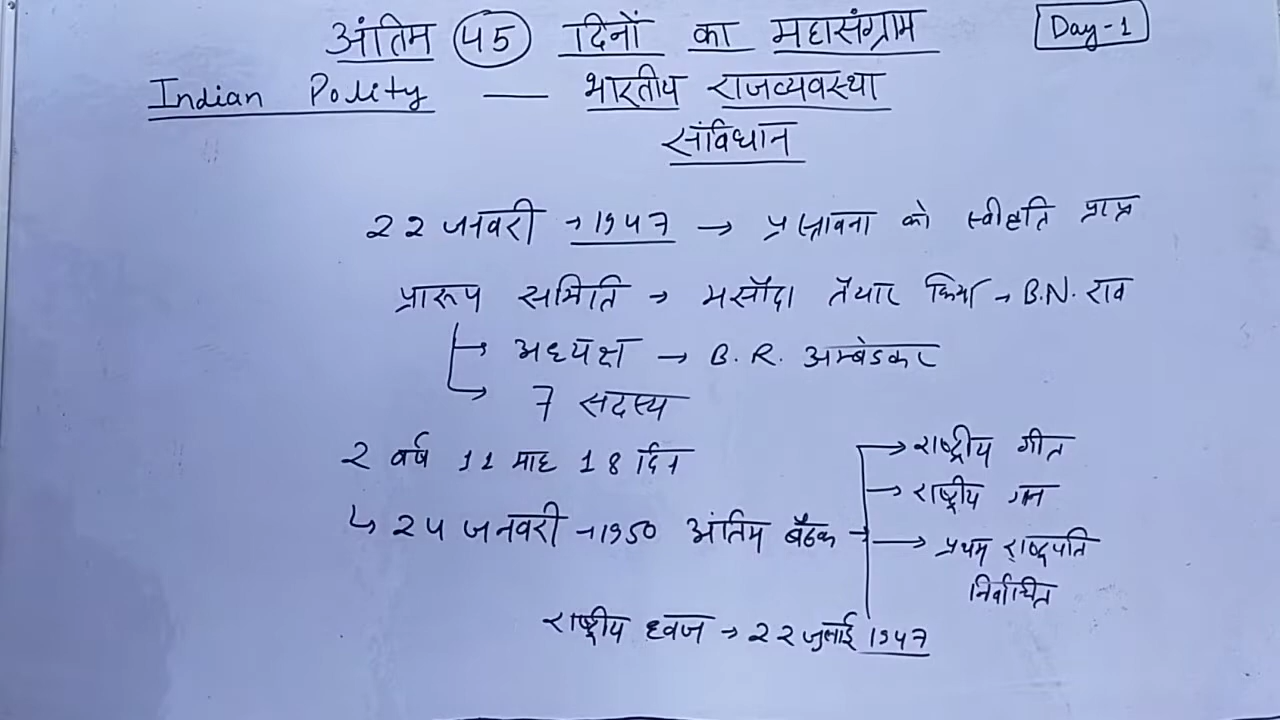 अंतिम 45 दिनों का महासंग्राम
Day-1
Indian Polity — भारतीय राजव्यवस्था
संविधान
22 जनवरी → 1947 → प्रस्तावना को स्वीकृति प्राप्त
प्रारूप समिति → मसौदा तैयार किया → B.N. राव
→ अध्यक्ष → B. R. अम्बेडकर
→ 7 सदस्य
2 वर्ष 11 माह 18 दिन
↳ 24 जनवरी → 1950 अंतिम बैठक
→ राष्ट्रीय गीत
→ राष्ट्रीय गान
→ प्रथम राष्ट्रपति
निर्वाचित
राष्ट्रीय ध्वज → 22 जुलाई 1947